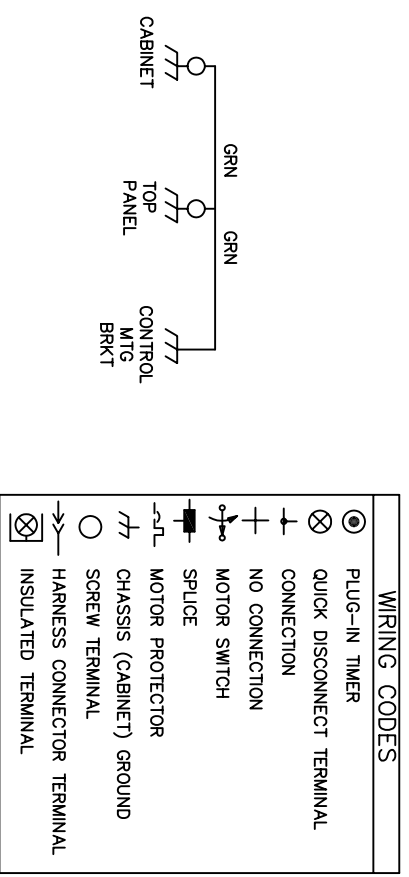 CABINET
GRN
TOP
PANEL
GRN
CONTROL
MTG
BRKT
WIRING CODES
PLUG-IN TIMER
QUICK DISCONNECT TERMINAL
CONNECTION
NO CONNECTION
MOTOR SWITCH
SPLICE
MOTOR PROTECTOR
CHASSIS (CABINET) GROUND
SCREW TERMINAL
HARNESS CONNECTOR TERMINAL
INSULATED TERMINAL